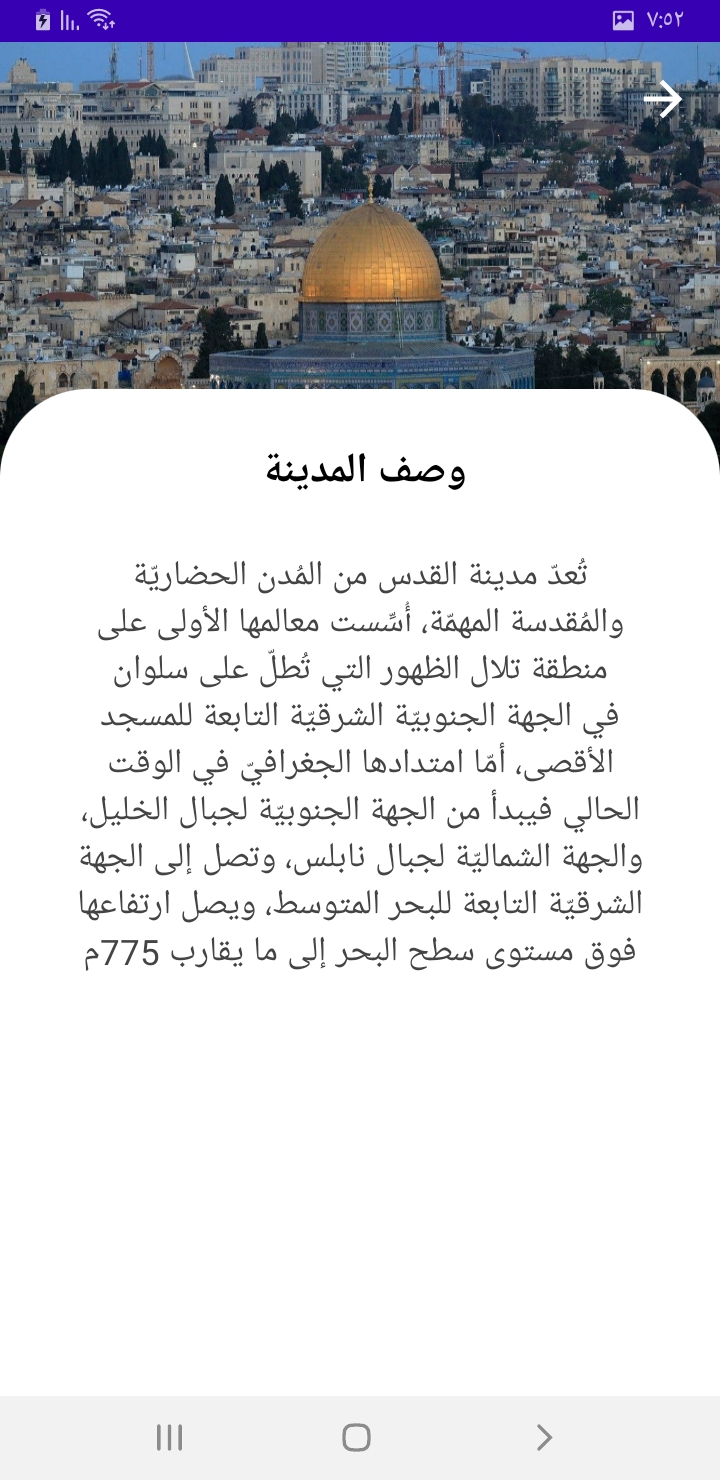 ٧:٥٢
وصف المدينة
تُعدّ مدينة القدس من المُدن الحضاريّة
والمُقدسة المهمّة، أُسِّست معالمها الأولى على
منطقة تلال الظهور التي تُطلّ على سلوان
في الجهة الجنوبيّة الشرقيّة التابعة للمسجد
الأقصى، أمّا امتدادها الجغرافيّ في الوقت
الحالي فيبدأ من الجهة الجنوبيّة لجبال الخليل،
والجهة الشماليّة لجبال نابلس، وتصل إلى الجهة
الشرقيّة التابعة للبحر المتوسط، ويصل ارتفاعها
فوق مستوى سطح البحر إلى ما يقارب 775م